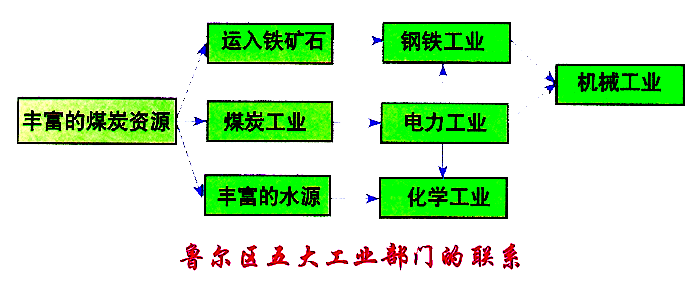 运入铁矿石
钢铁工业
机械工业
丰富的煤炭资源
煤炭工业
电力工业
丰富的水源
化学工业
鲁尔区五大工业部门的联系